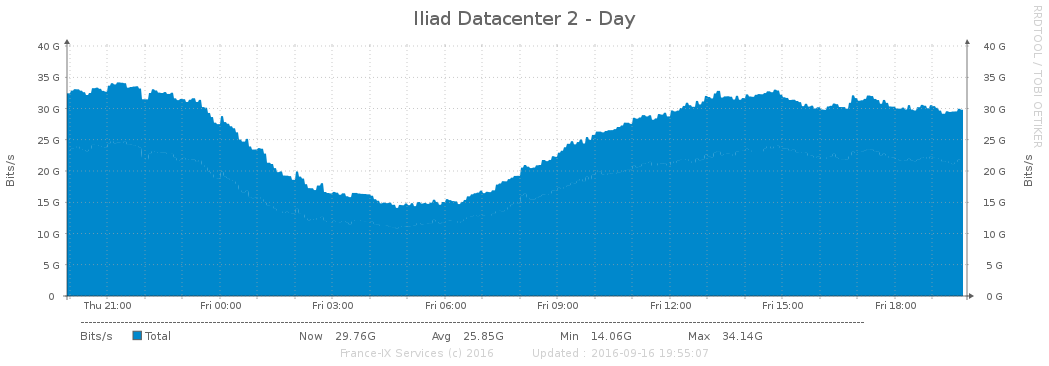 Iliad Datacenter 2 - Day
RRDTOOL / TOBI OETIKER
Bits/s
Bits/s
40 G 40 G
35 G 35 G
30 G 30 G
25 G 25 G
20 G 20 G
15 G 15 G
10 G 10 G
5 G 5 G
0 0 G
Thu 21:00 Fri 00:00 Fri 03:00 Fri 06:00 Fri 09:00 Fri 12:00 Fri 15:00 Fri 18:00
Bits/s Total Now 29.76G Avg 25.85G Min 14.06G Max 34.14G
France-IX Services (c) 2016 Updated : 2016-09-16 19:55:07